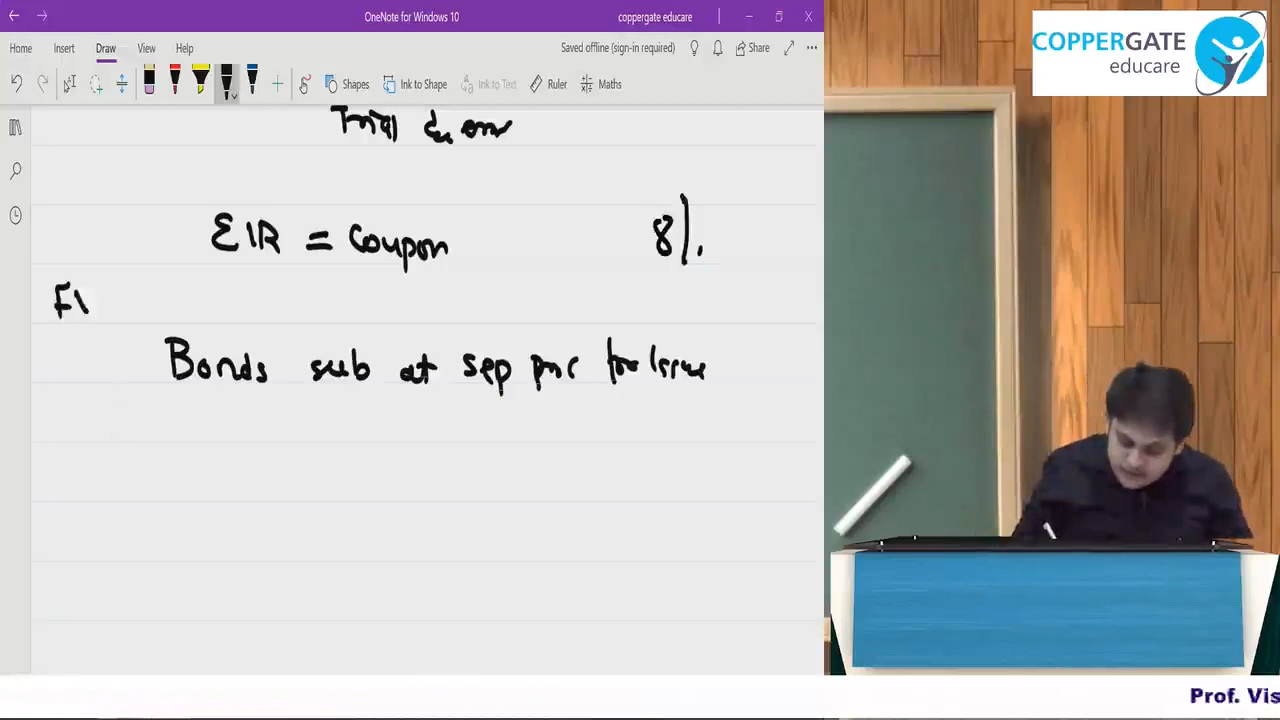 OneNote for Windows 10
coppergate educare
Home Insert Draw View Help
Saved offline (sign-in required)
Share
Shapes
Ink to Shape
Ink to Text
Ruler
Maths
COPPERGATE
educare
EIR = Coupon 8%.
FV
Bonds sub at sep
Prof. Vis